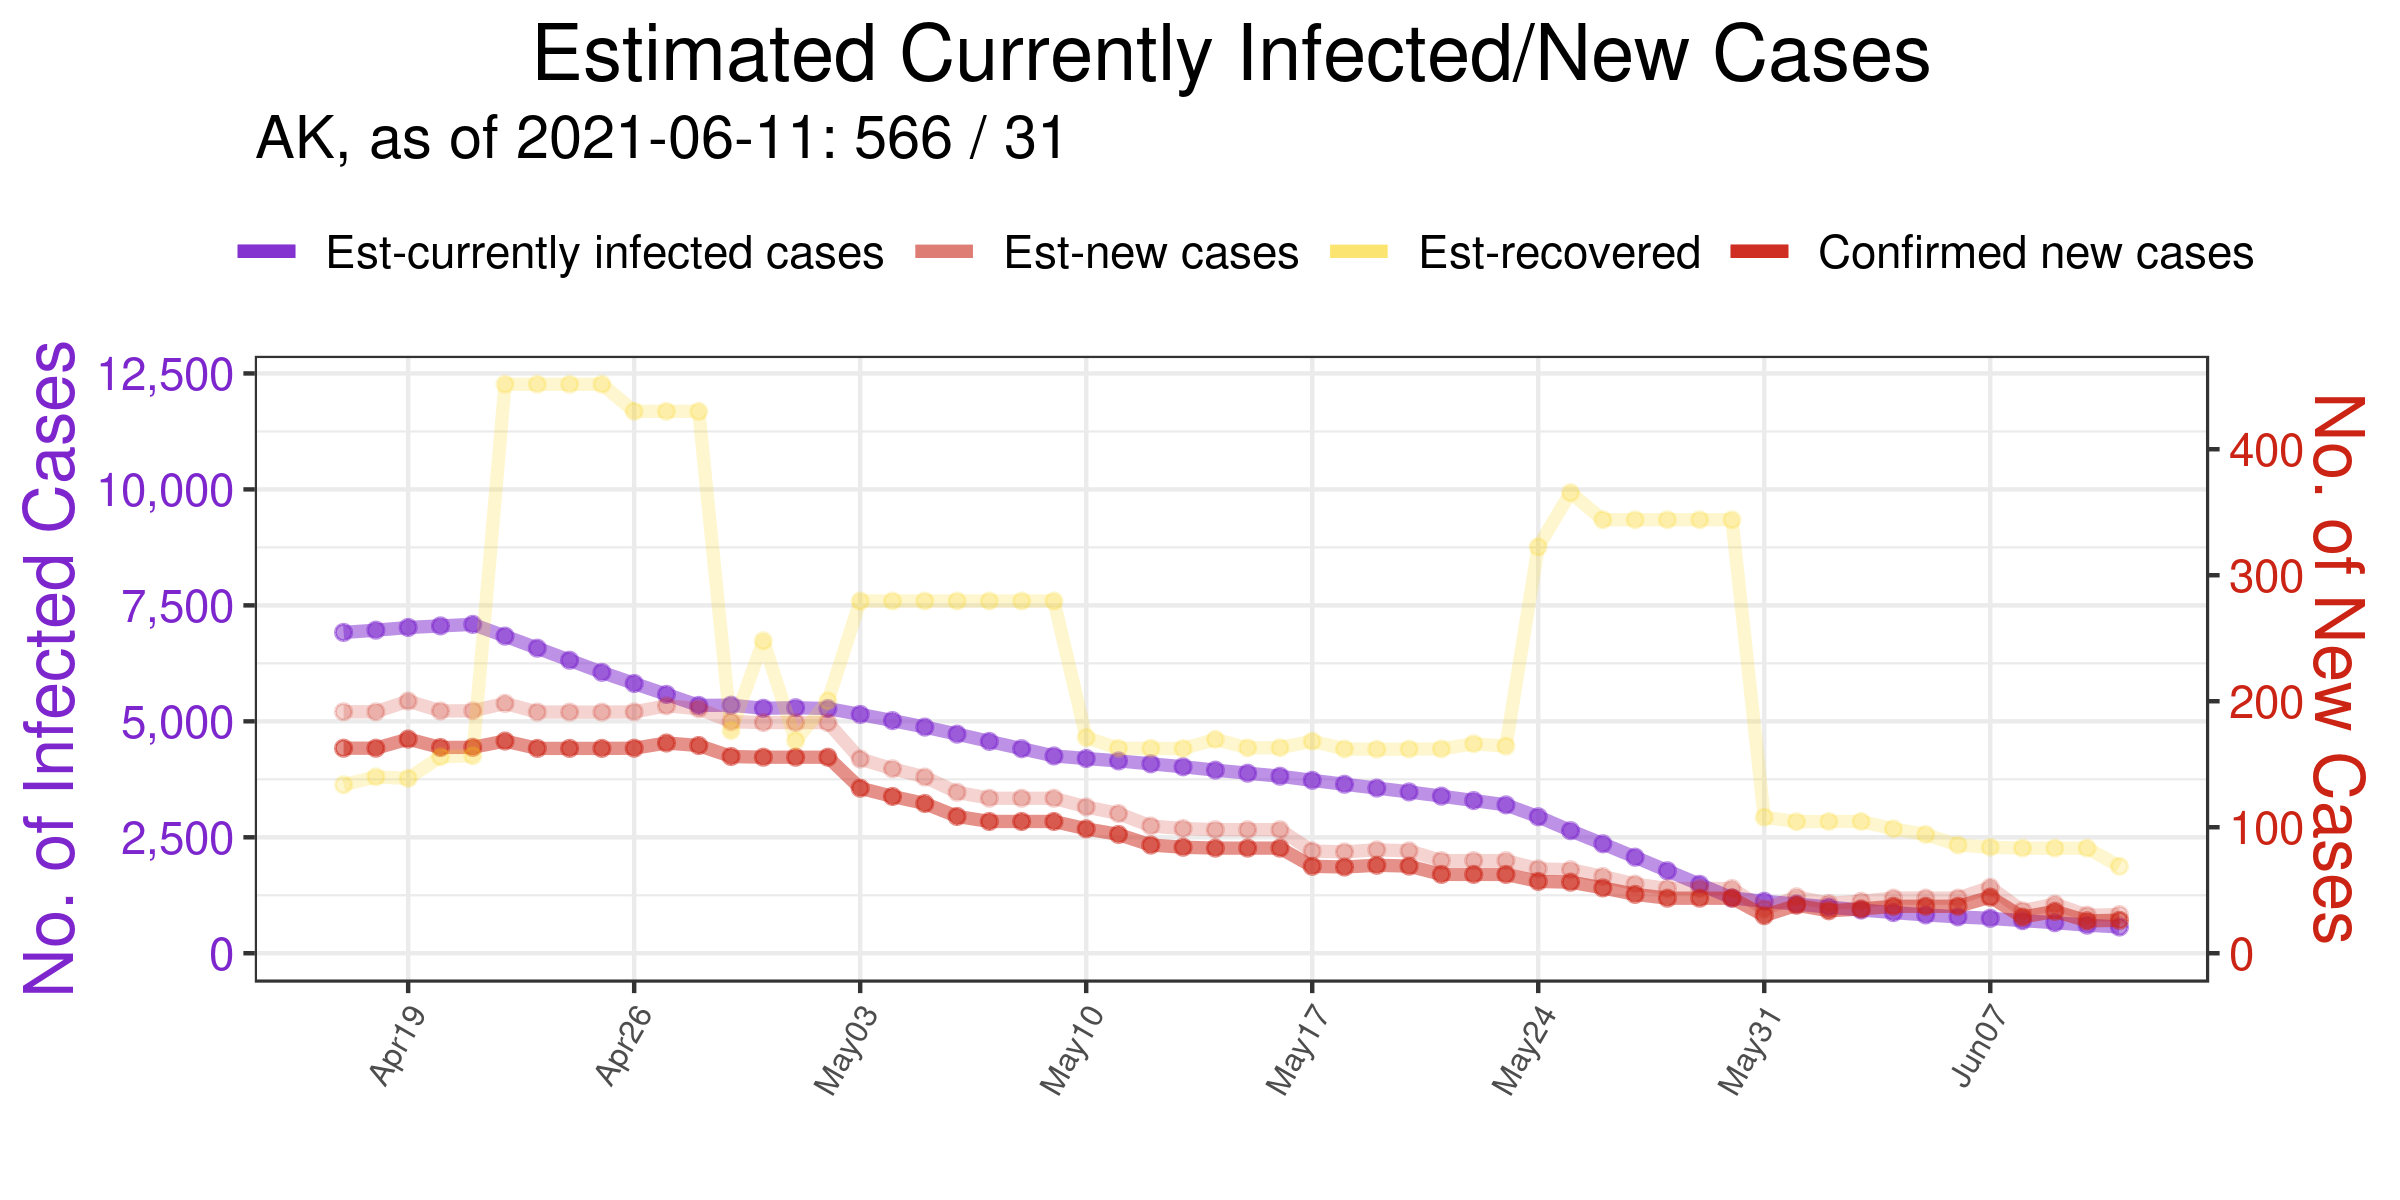 Estimated Currently Infected/New Cases
AK, as of 2021-06-11: 566 / 31
Est-currently infected cases Est-new cases Est-recovered Confirmed new cases
No. of Infected Cases
12,500
10,000
7,500
5,000
2,500
0
400
300
200
100
0
No. of New Cases
Apr19 Apr26 May03 May10 May17 May24 May31 Jun07